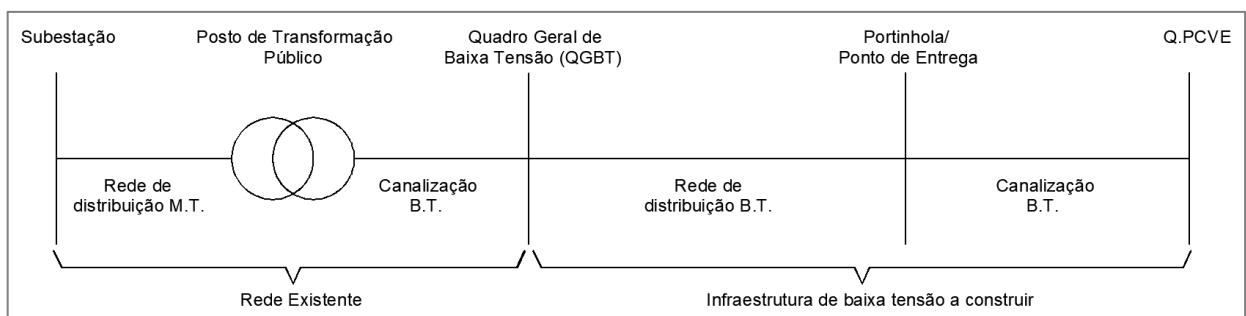 Subestação
Posto de Transformação
Público
Quadro Geral de
Baixa Tensão (QGBT)
Portinhola/
Ponto de Entrega
Q.PCVE
Rede de
distribuição M.T.
Canalização
B.T.
Rede de
distribuição B.T.
Canalização
B.T.
Rede Existente
Infraestrutura de baixa tensão a construir